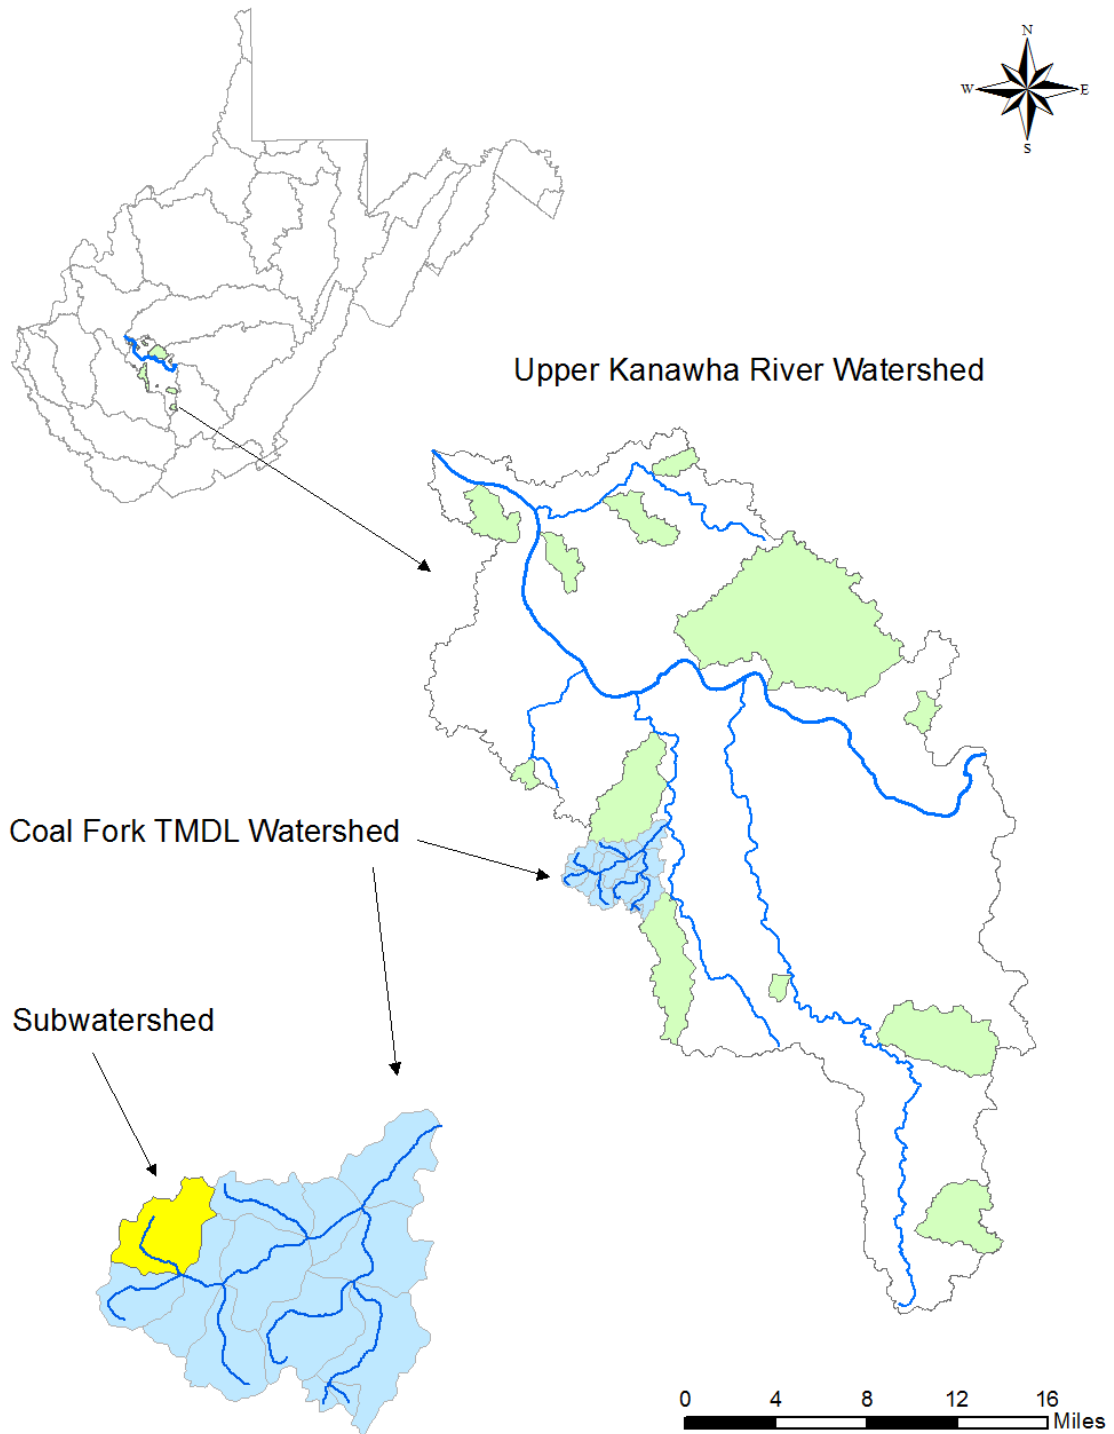 N
W E
S
Upper Kanawha River Watershed
Coal Fork TMDL Watershed
Subwatershed
0 4 8 12 16
Miles